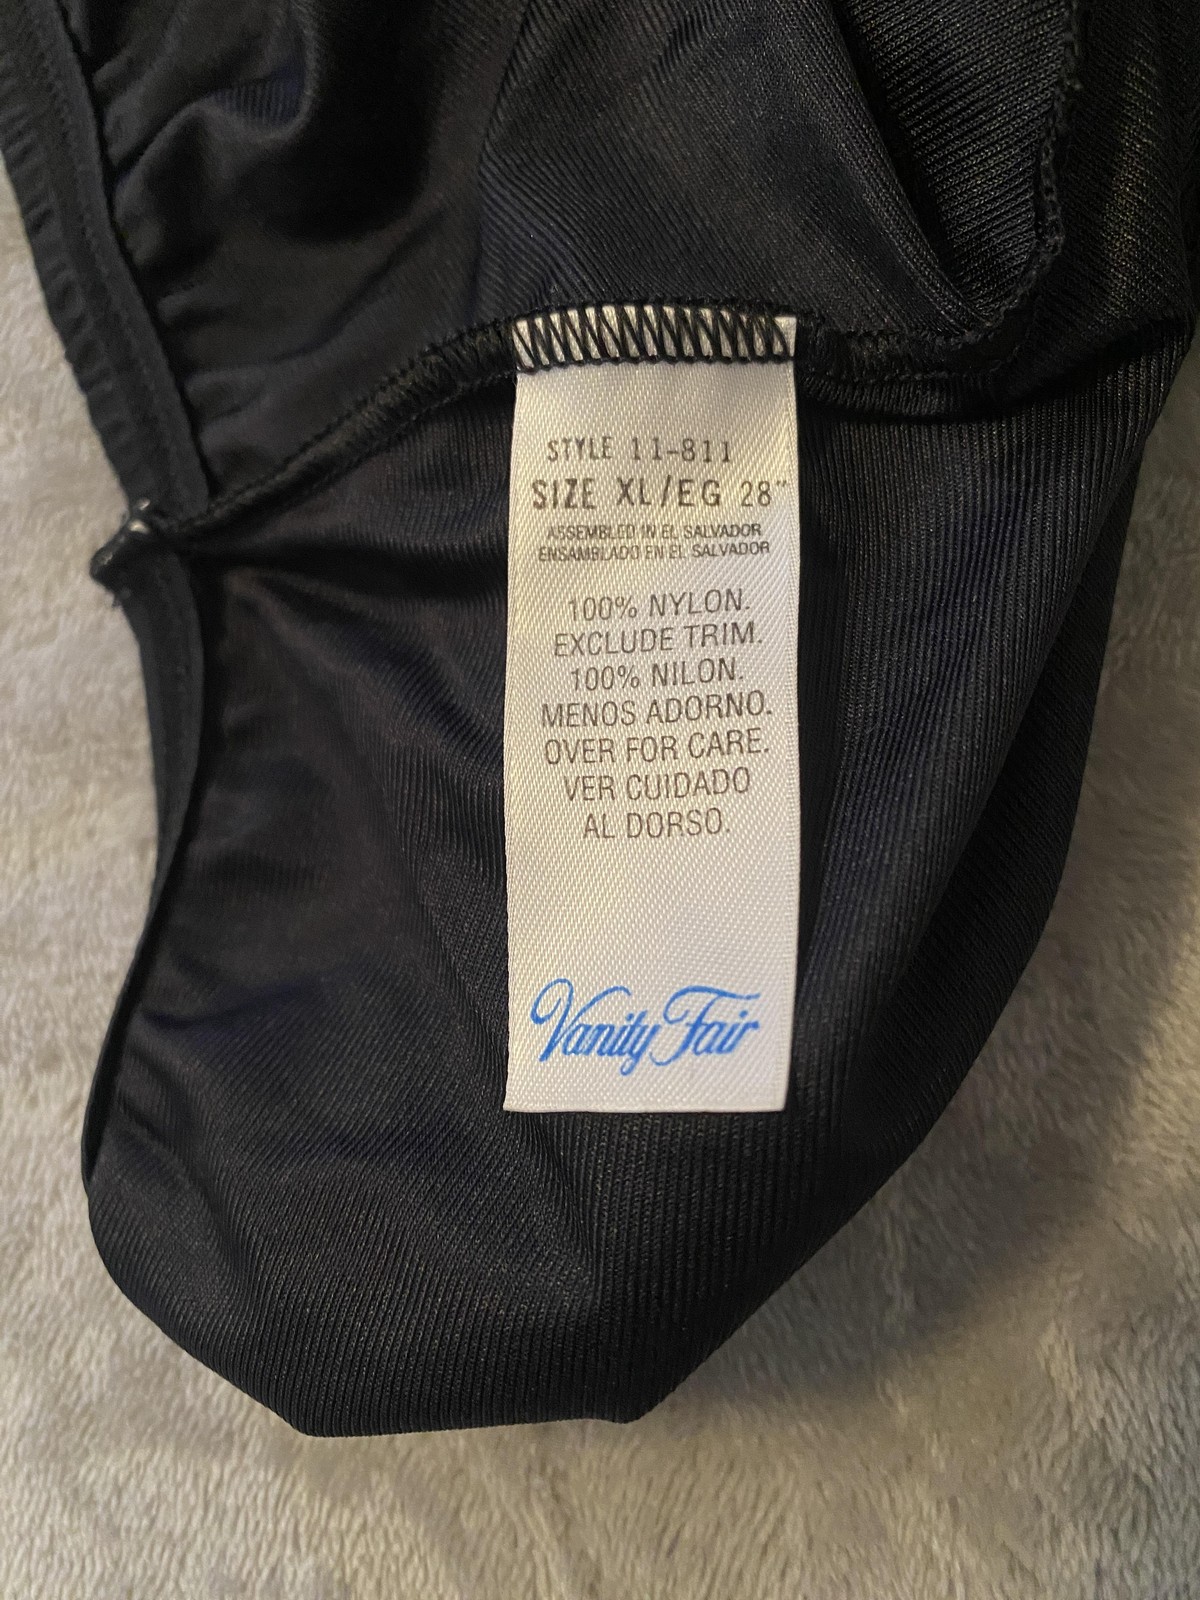 STYLE 11-811
SIZE XL/EG 28"
ASSEMBLED IN EL SALVADOR
ENSAMBLADO EN EL SALVADOR
100% NYLON.
EXCLUDE TRIM.
100% NILON.
MENOS ADORNO.
OVER FOR CARE.
VER CUIDADO
AL DORSO.
Vanity Fair